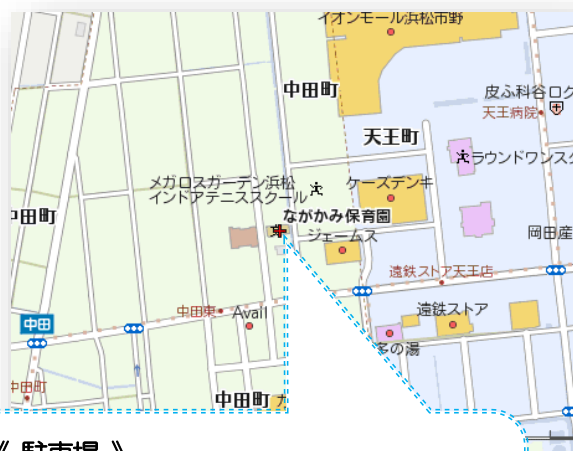 イオンモール浜松市野
中田町
皮ふ科谷口ク
天王病院
天王町
ラウンドワンスタ
メガロスガーデン浜松
インドアテニススクール
ケーズデンキ
中田町
ながかみ保育園
ジェームス
岡田産
遠鉄ストア天王店
中田東
Avail
遠鉄ストア
中田
多の湯
中田町
中田町
ナ
《 駐車場 》